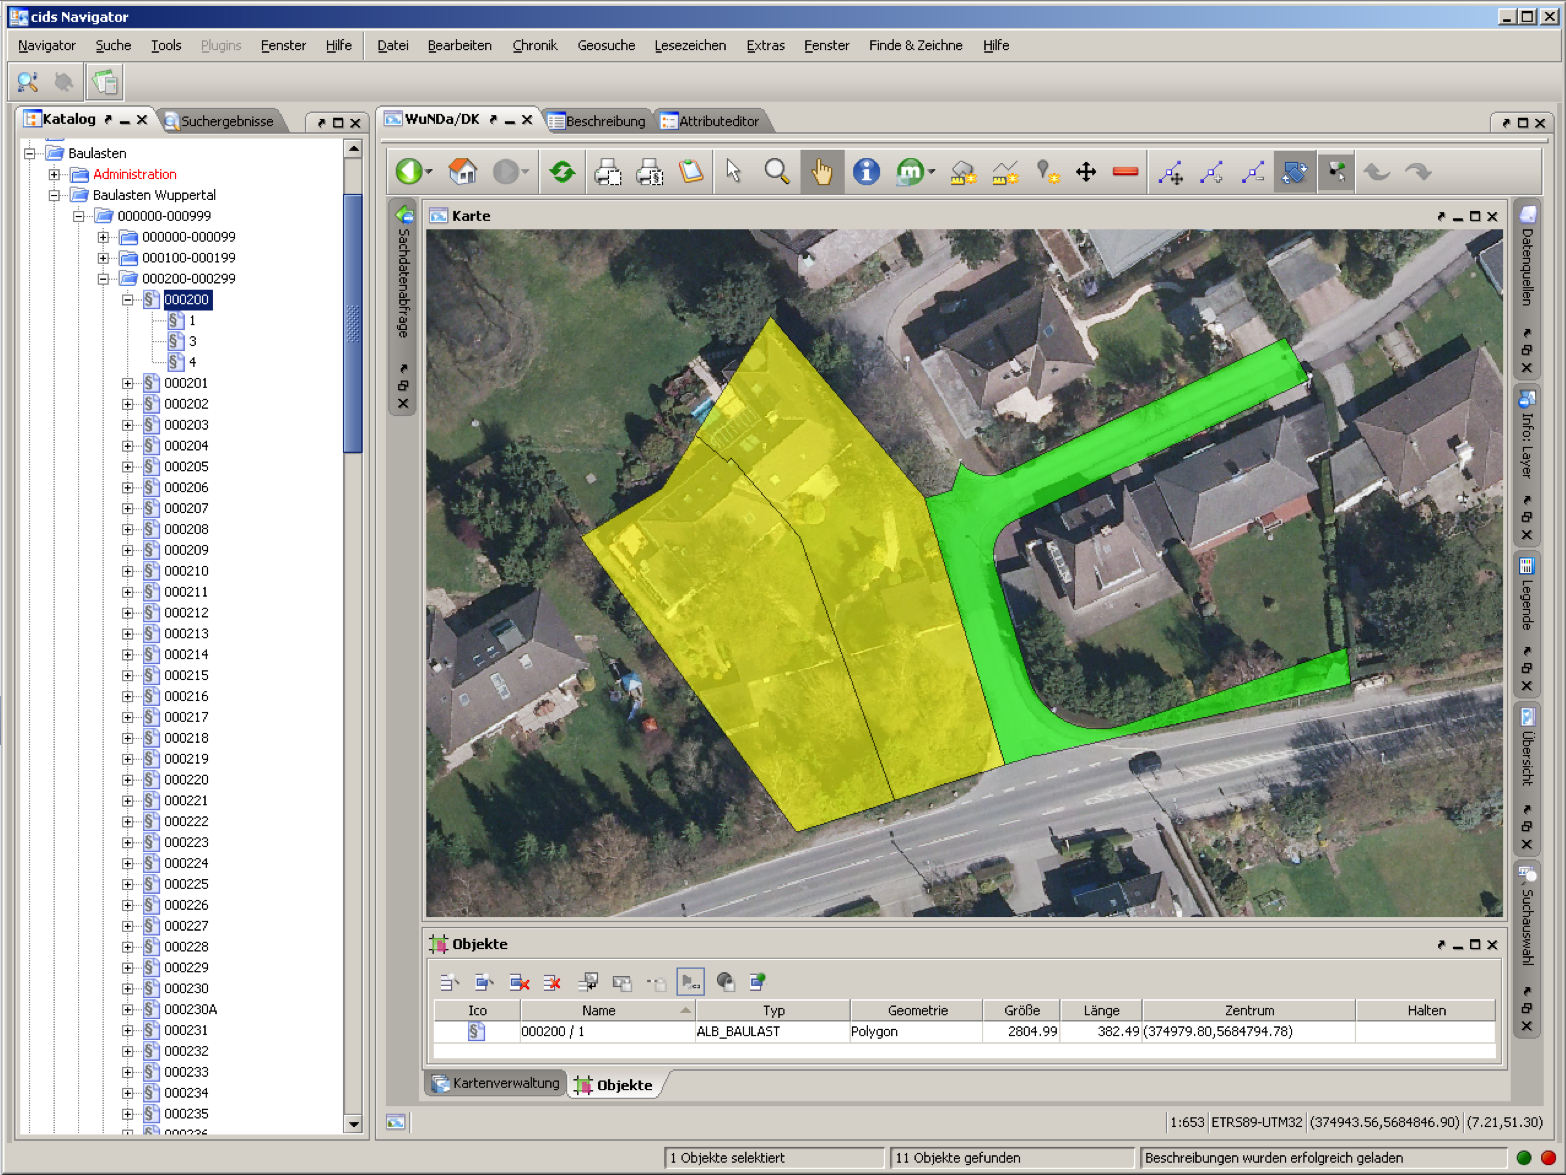 cids Navigator
Navigator Suche Tools Plugins Fenster Hilfe Datei Bearbeiten Chronik Geosuche Lesezeichen Extras Fenster Finde & Zeichne Hilfe
Katalog
Suchergebnisse
WuNDa/DK
Beschreibung
Attributeditor
Baulasten
Administration
Baulasten Wuppertal
000000-000999
000000-000099
000100-000199
000200-000299
000200
1
3
4
000201
000202
000203
000204
000205
000206
000207
000208
000209
000210
000211
000212
000213
000214
000215
000216
000217
000218
000219
000220
000221
000222
000223
000224
000225
000226
000227
000228
000229
000230
000230A
000231
000232
000233
000234
000235
000236
Sachdatenabfrage
Karte
Datenquellen
Info: Layer
Legende
Übersicht
Suchauswahl
Objekte
Ico Name Typ Geometrie Größe Länge Zentrum Halten
000200 / 1 ALB_BAULAST Polygon 2804.99 382.49 (374979.80,5684794.78)
Kartenverwaltung
Objekte
1:653 ETRS89-UTM32 (374943.56,5684846.90) (7.21,51.30)
1 Objekte selektiert
11 Objekte gefunden
Beschreibungen wurden erfolgreich geladen